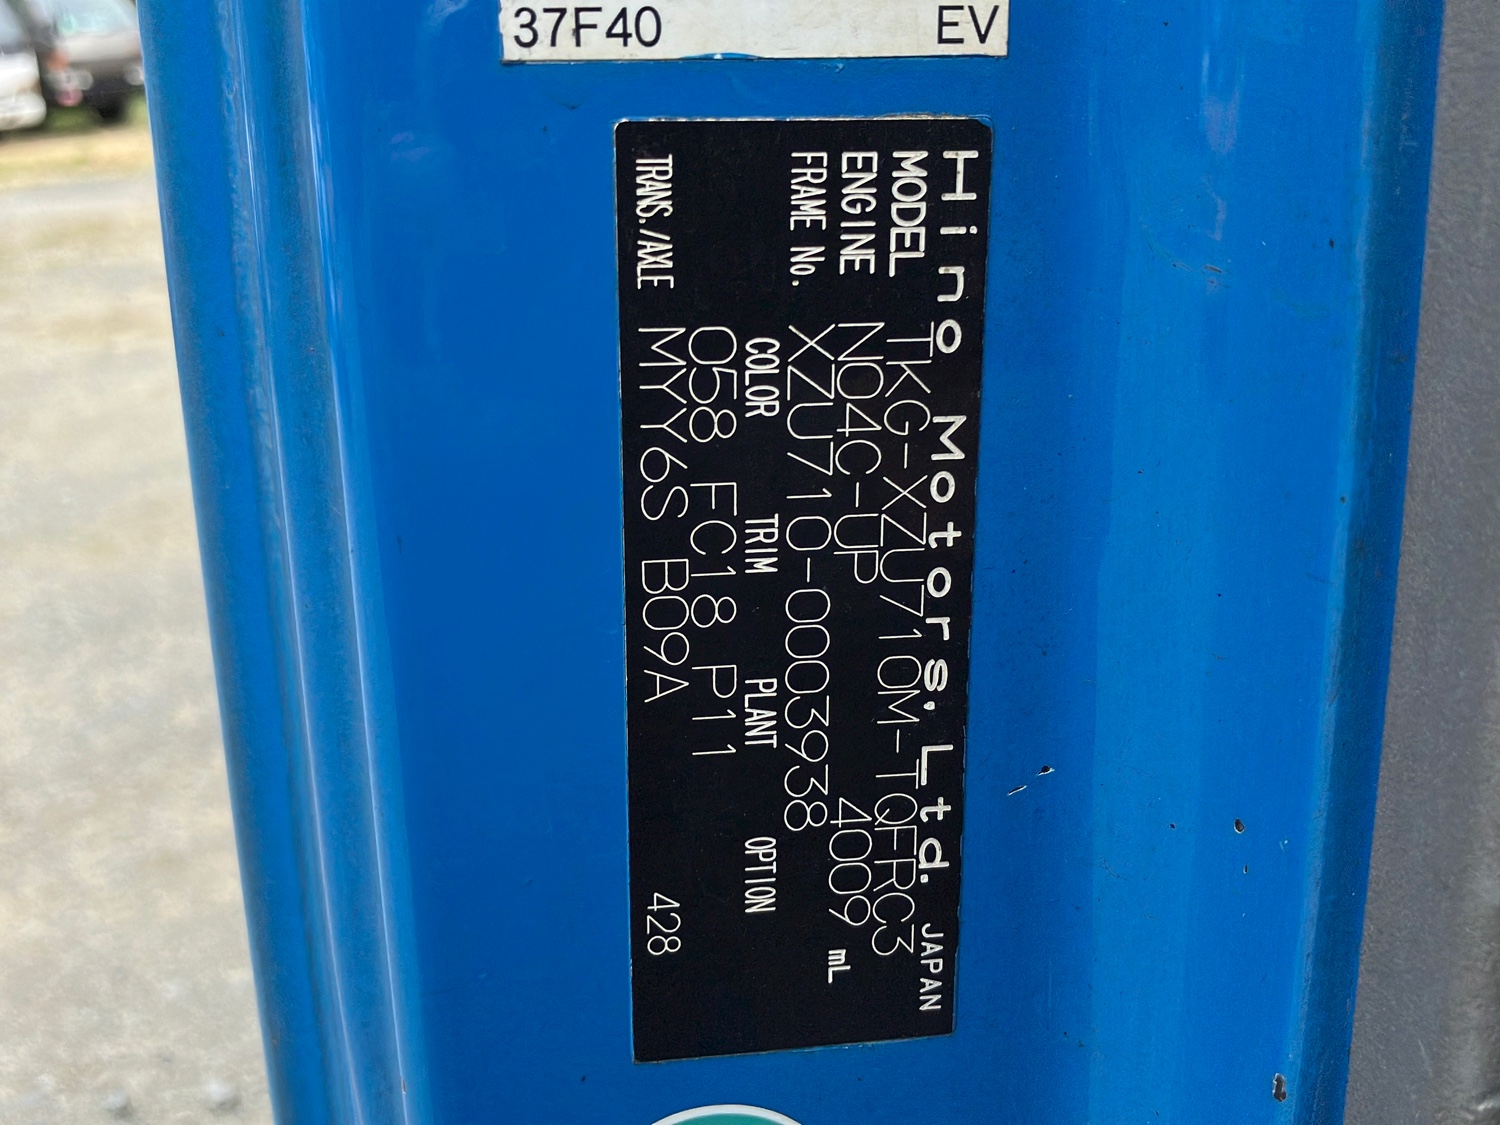 37F40 EV
Hino Motors. Ltd. JAPAN
MODEL TKG-XZU710M-TQFRC3
ENGINE N04C-UP 4009 mL
FRAME No. XZU710-0003938
COLOR TRIM PLANT OPTION
058 FC18 P11
TRANS./AXLE MYY6S B09A 428